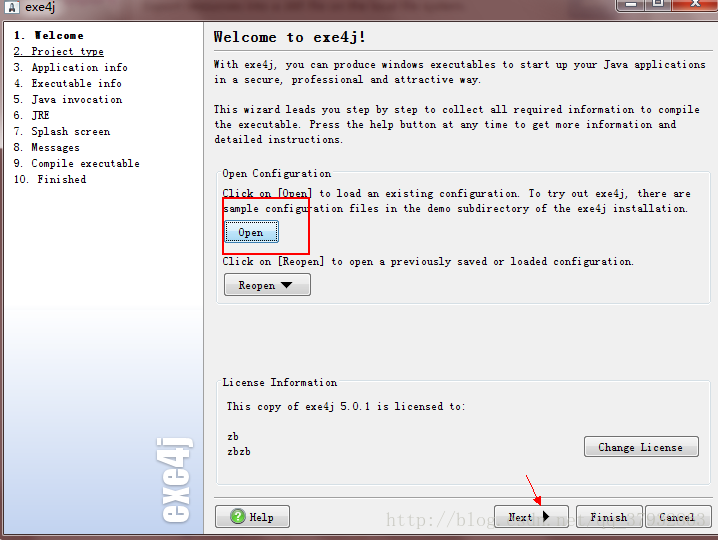 exe4j
1. Welcome
2. Project type
3. Application info
4. Executable info
5. Java invocation
6. JRE
7. Splash screen
8. Messages
9. Compile executable
10. Finished
exe4j
Welcome to exe4j!
With exe4j, you can produce windows executables to start up your Java applications
in a secure, professional and attractive way.
This wizard leads you step by step to collect all required information to compile
the executable. Press the help button at any time to get more information and
detailed instructions.
Open Configuration
Click on [Open] to load an existing configuration. To try out exe4j, there are
sample configuration files in the demo subdirectory of the exe4j installation.
Open
Click on [Reopen] to open a previously saved or loaded configuration.
Reopen
License Information
This copy of exe4j 5.0.1 is licensed to:
zb
zbzb
Change License
Help
Next
Finish
Cancel